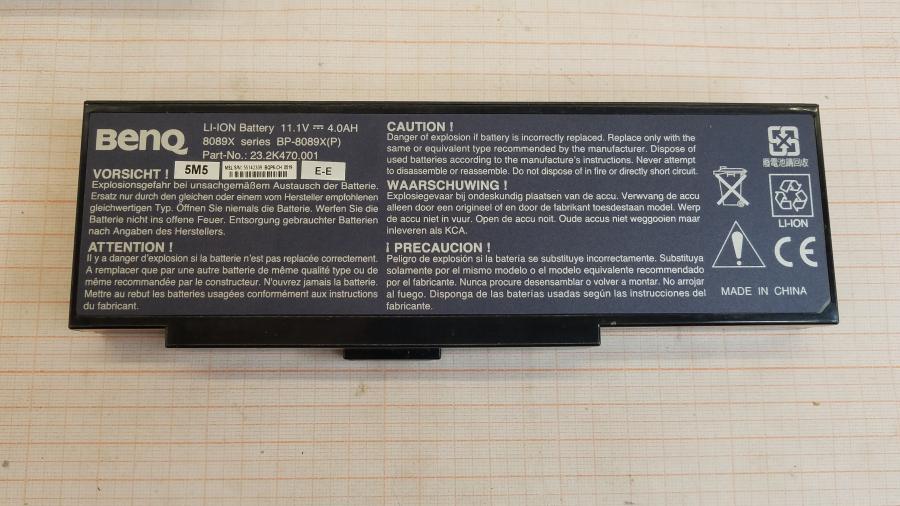 BenQ
LI-ION Battery 11.1V ⎓ 4.0AH
8089X series BP-8089X(P)
Part-No.: 23.2K470.001
5M5
E-E
VORSICHT !
Explosionsgefahr bei unsachgemäßem Austausch der Batterie.
Ersatz nur durch den gleichen oder einem vom Hersteller empfohlenen
gleichwertigen Typ. Öffnen Sie niemals die Batterie. Werfen Sie die
Batterie nicht ins offene Feuer. Entsorgung gebrauchter Batterien
nach Angaben des Herstellers.
ATTENTION !
Il y a danger d'explosion si la batterie n'est pas replacée correctement.
A remplacer que par une autre batterie de même qualité type ou de
même recommandée par le constructeur. N'ouvrez jamais la batterie.
Mettre au rebut les batteries usagées conformément aux instructions
du fabricant.
CAUTION !
Danger of explosion if battery is incorrectly replaced. Replace only with the
same or equivalent type recommended by the manufacturer. Dispose of
used batteries according to the manufacture's instructions. Never attempt
to disassemble or reassemble. Do not dispose of in fire or directly short circuit.
WAARSCHUWING !
Explosiegevaar bij ondeskundig plaatsen van de accu. Verwvang de accu
alleen door een origineel of en door de fabrikant toesdestaan model. Werp
de accu niet in vuur. Open de accu noit. Oude accus niet weggooien maar
inleveren als KCA.
¡ PRECAUCION !
Peligro de explosión si la batería se substituye incorrectamente. Substituya
solamente por el mismo modelo o el modelo equivalente recommendado
por el fabricante. Nunca procure desensamblar o volver a montar. No arrojar
al fuego. Disponga de las baterias usadas según las instrucciones del
fabricante.
廢電池請回收
LI-ION
CE
MADE IN CHINA